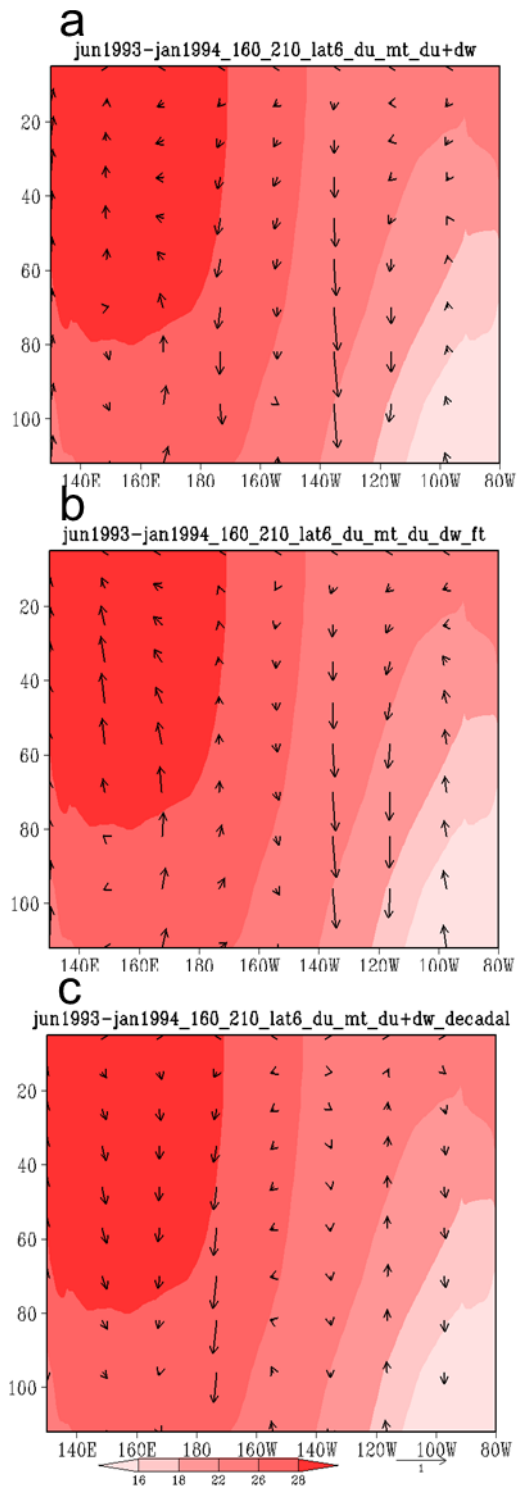 a
jun1993-jan1994_160_210_lat6_du_mt_du+dw
20
40
60
80
100
140E 160E 180 160W 140W 120W 100W 80W
b
jun1993-jan1994_160_210_lat6_du_mt_du_dw_ft
20
40
60
80
100
140E 160E 180 160W 140W 120W 100W 80W
c
jun1993-jan1994_160_210_lat6_du_mt_du+dw_decadal
20
40
60
80
100
140E 160E 180 160W 140W 120W 100W 80W
16 18 22 26 28
1